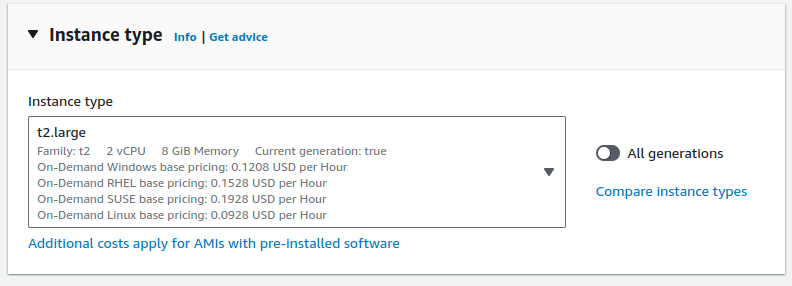 Instance type Info | Get advice
Instance type
t2.large
Family: t2 2 vCPU 8 GiB Memory Current generation: true
On-Demand Windows base pricing: 0.1208 USD per Hour
On-Demand RHEL base pricing: 0.1528 USD per Hour
On-Demand SUSE base pricing: 0.1928 USD per Hour
On-Demand Linux base pricing: 0.0928 USD per Hour
All generations
Compare instance types
Additional costs apply for AMIs with pre-installed software